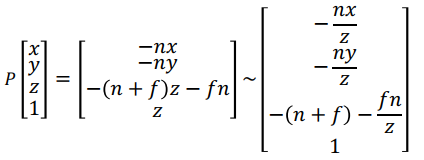 P [x y z 1] = [−nx −ny −(n + f)z − fn z] ~ [−nx/z −ny/z −(n + f) − fn/z 1]